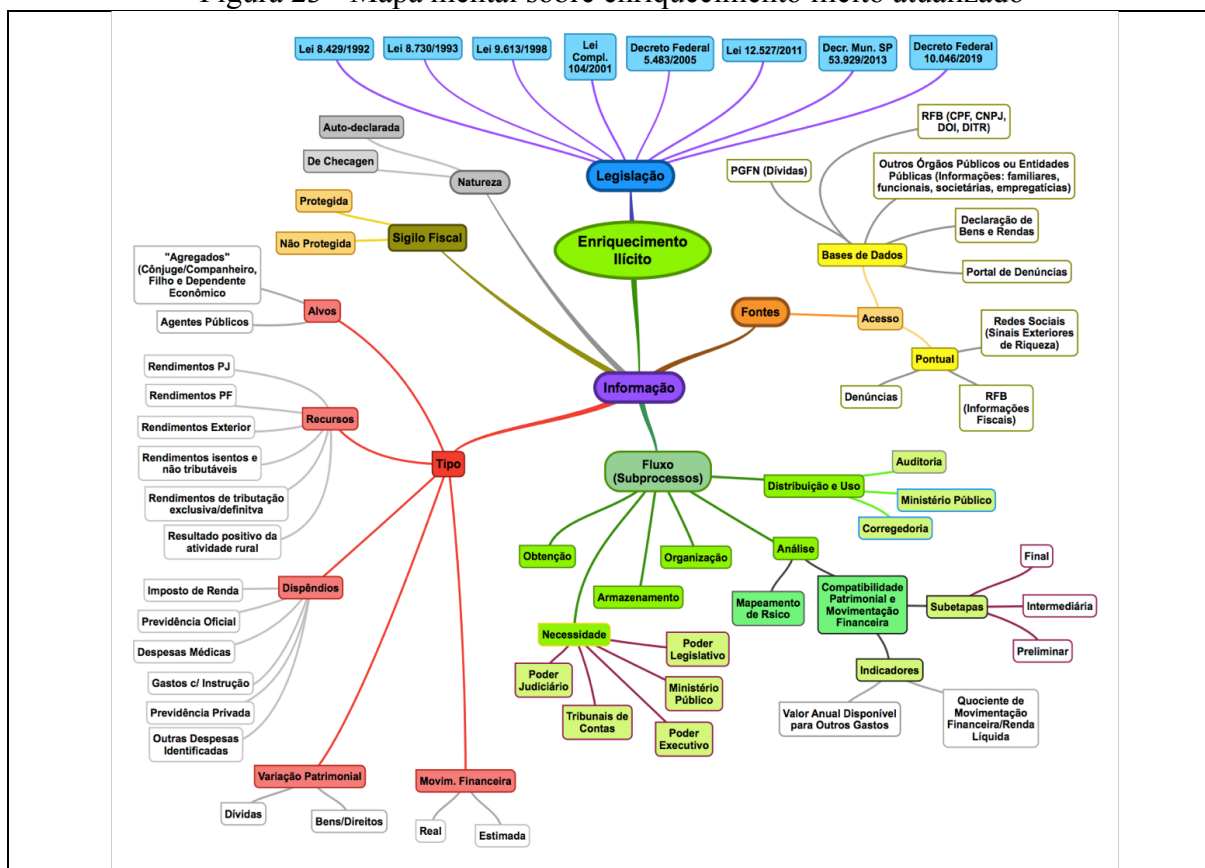 Figura 23 - Mapa mental sobre enriquecimento ilícito atualizado
Lei 8.429/1992
Lei 8.730/1993
Lei 9.613/1998
Lei
Compl.
104/2001
Decreto Federal
5.483/2005
Lei 12.527/2011
Decr. Mun. SP
53.929/2013
Decreto Federal
10.046/2019
Legislação
Enriquecimento
Ilícito
Auto-declarada
De Checagen
Natureza
Protegida
Não Protegida
Sigilo Fiscal
RFB (CPF, CNPJ,
DOI, DITR)
PGFN (Dívidas)
Outros Órgãos Públicos ou Entidades
Públicas (Informações: familiares,
funcionais, societárias, empregatícias)
Declaração de
Bens e Rendas
Bases de Dados
Portal de Denúncias
Fontes
Acesso
Redes Sociais
(Sinais Exteriores
de Riqueza)
Pontual
Denúncias
RFB
(Informações
Fiscais)
Informação
"Agregados"
(Cônjuge/Companheiro,
Filho e Dependente
Econômico
Alvos
Agentes Públicos
Rendimentos PJ
Rendimentos PF
Recursos
Rendimentos Exterior
Rendimentos isentos e
não tributáveis
Rendimentos de tributação
exclusiva/definitva
Resultado positivo da
atividade rural
Tipo
Dispêndios
Imposto de Renda
Previdência Oficial
Despesas Médicas
Gastos c/ Instrução
Previdência Privada
Outras Despesas
Identificadas
Variação Patrimonial
Dívidas
Bens/Direitos
Movim. Financeira
Real
Estimada
Fluxo
(Subprocessos)
Distribuição e Uso
Auditoria
Ministério Público
Corregedoria
Obtenção
Organização
Armazenamento
Análise
Mapeamento
de Rsico
Compatibilidade
Patrimonial e
Movimentação
Financeira
Subetapas
Final
Intermediária
Preliminar
Indicadores
Valor Anual Disponível
para Outros Gastos
Quociente de
Movimentação
Financeira/Renda
Líquida
Necessidade
Poder
Judiciário
Tribunais de
Contas
Poder
Executivo
Ministério
Público
Poder
Legislativo